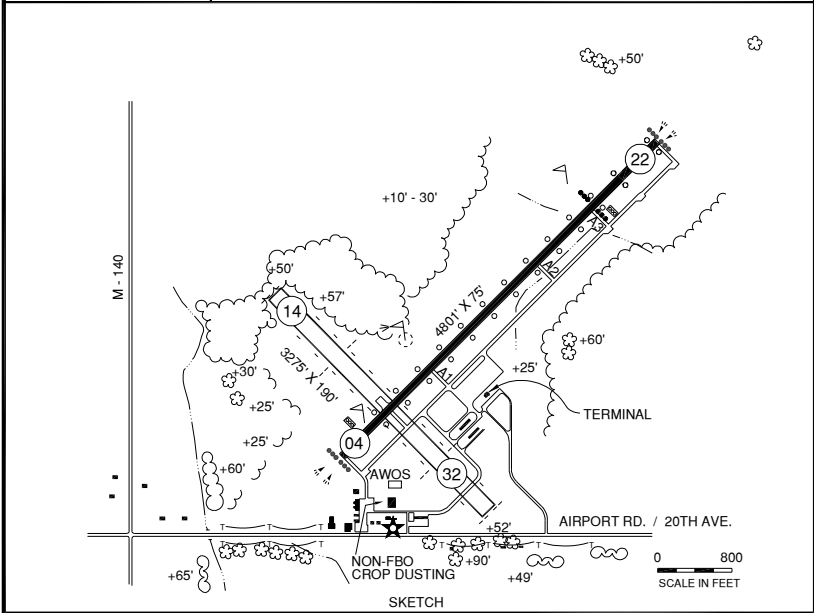 +50'
22
+10' - 30'
A3
M - 140
A2
+50'
+57'
14
4801' X 75'
3275' X 190'
+60'
+30'
+25'
A1
+25'
TERMINAL
+25'
04
+60'
AWOS
32
AIRPORT RD. / 20TH AVE.
+52'
T T T
T T T T T
NON-FBO
CROP DUSTING
+90'
+49'
+65'
0 800
SCALE IN FEET
SKETCH